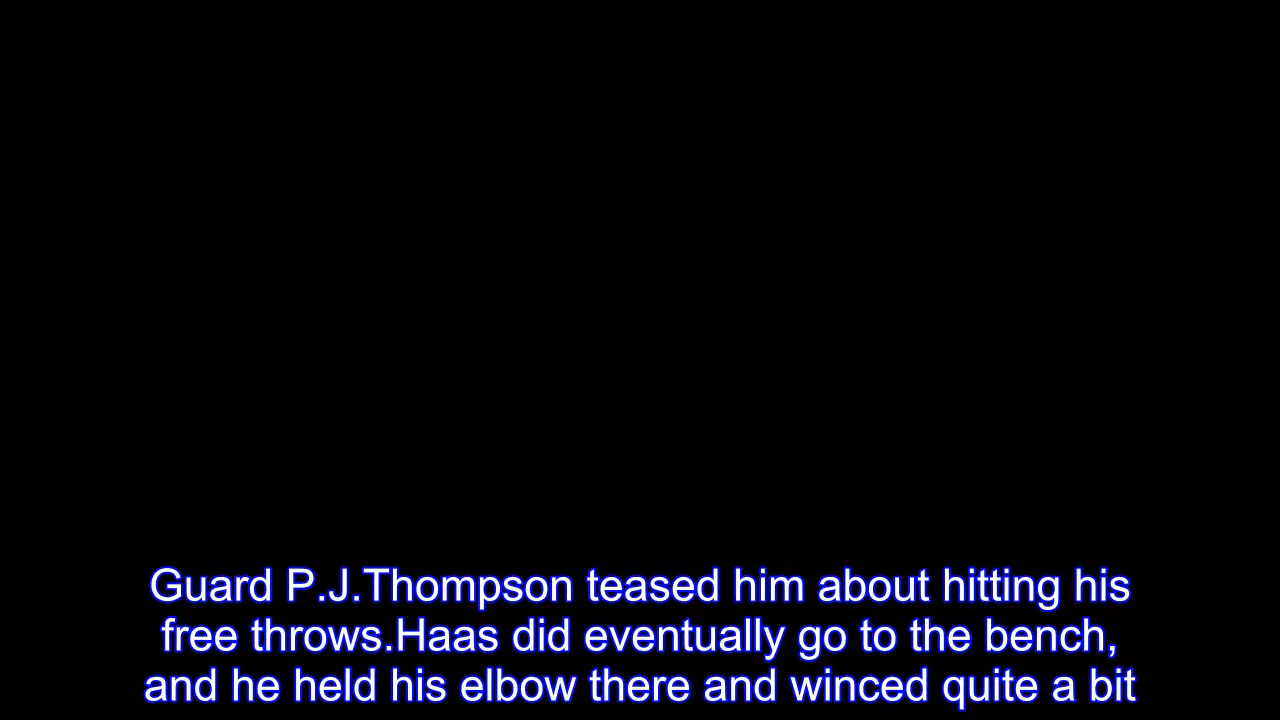 Guard P.J.Thompson teased him about hitting his
free throws.Haas did eventually go to the bench,
and he held his elbow there and winced quite a bit